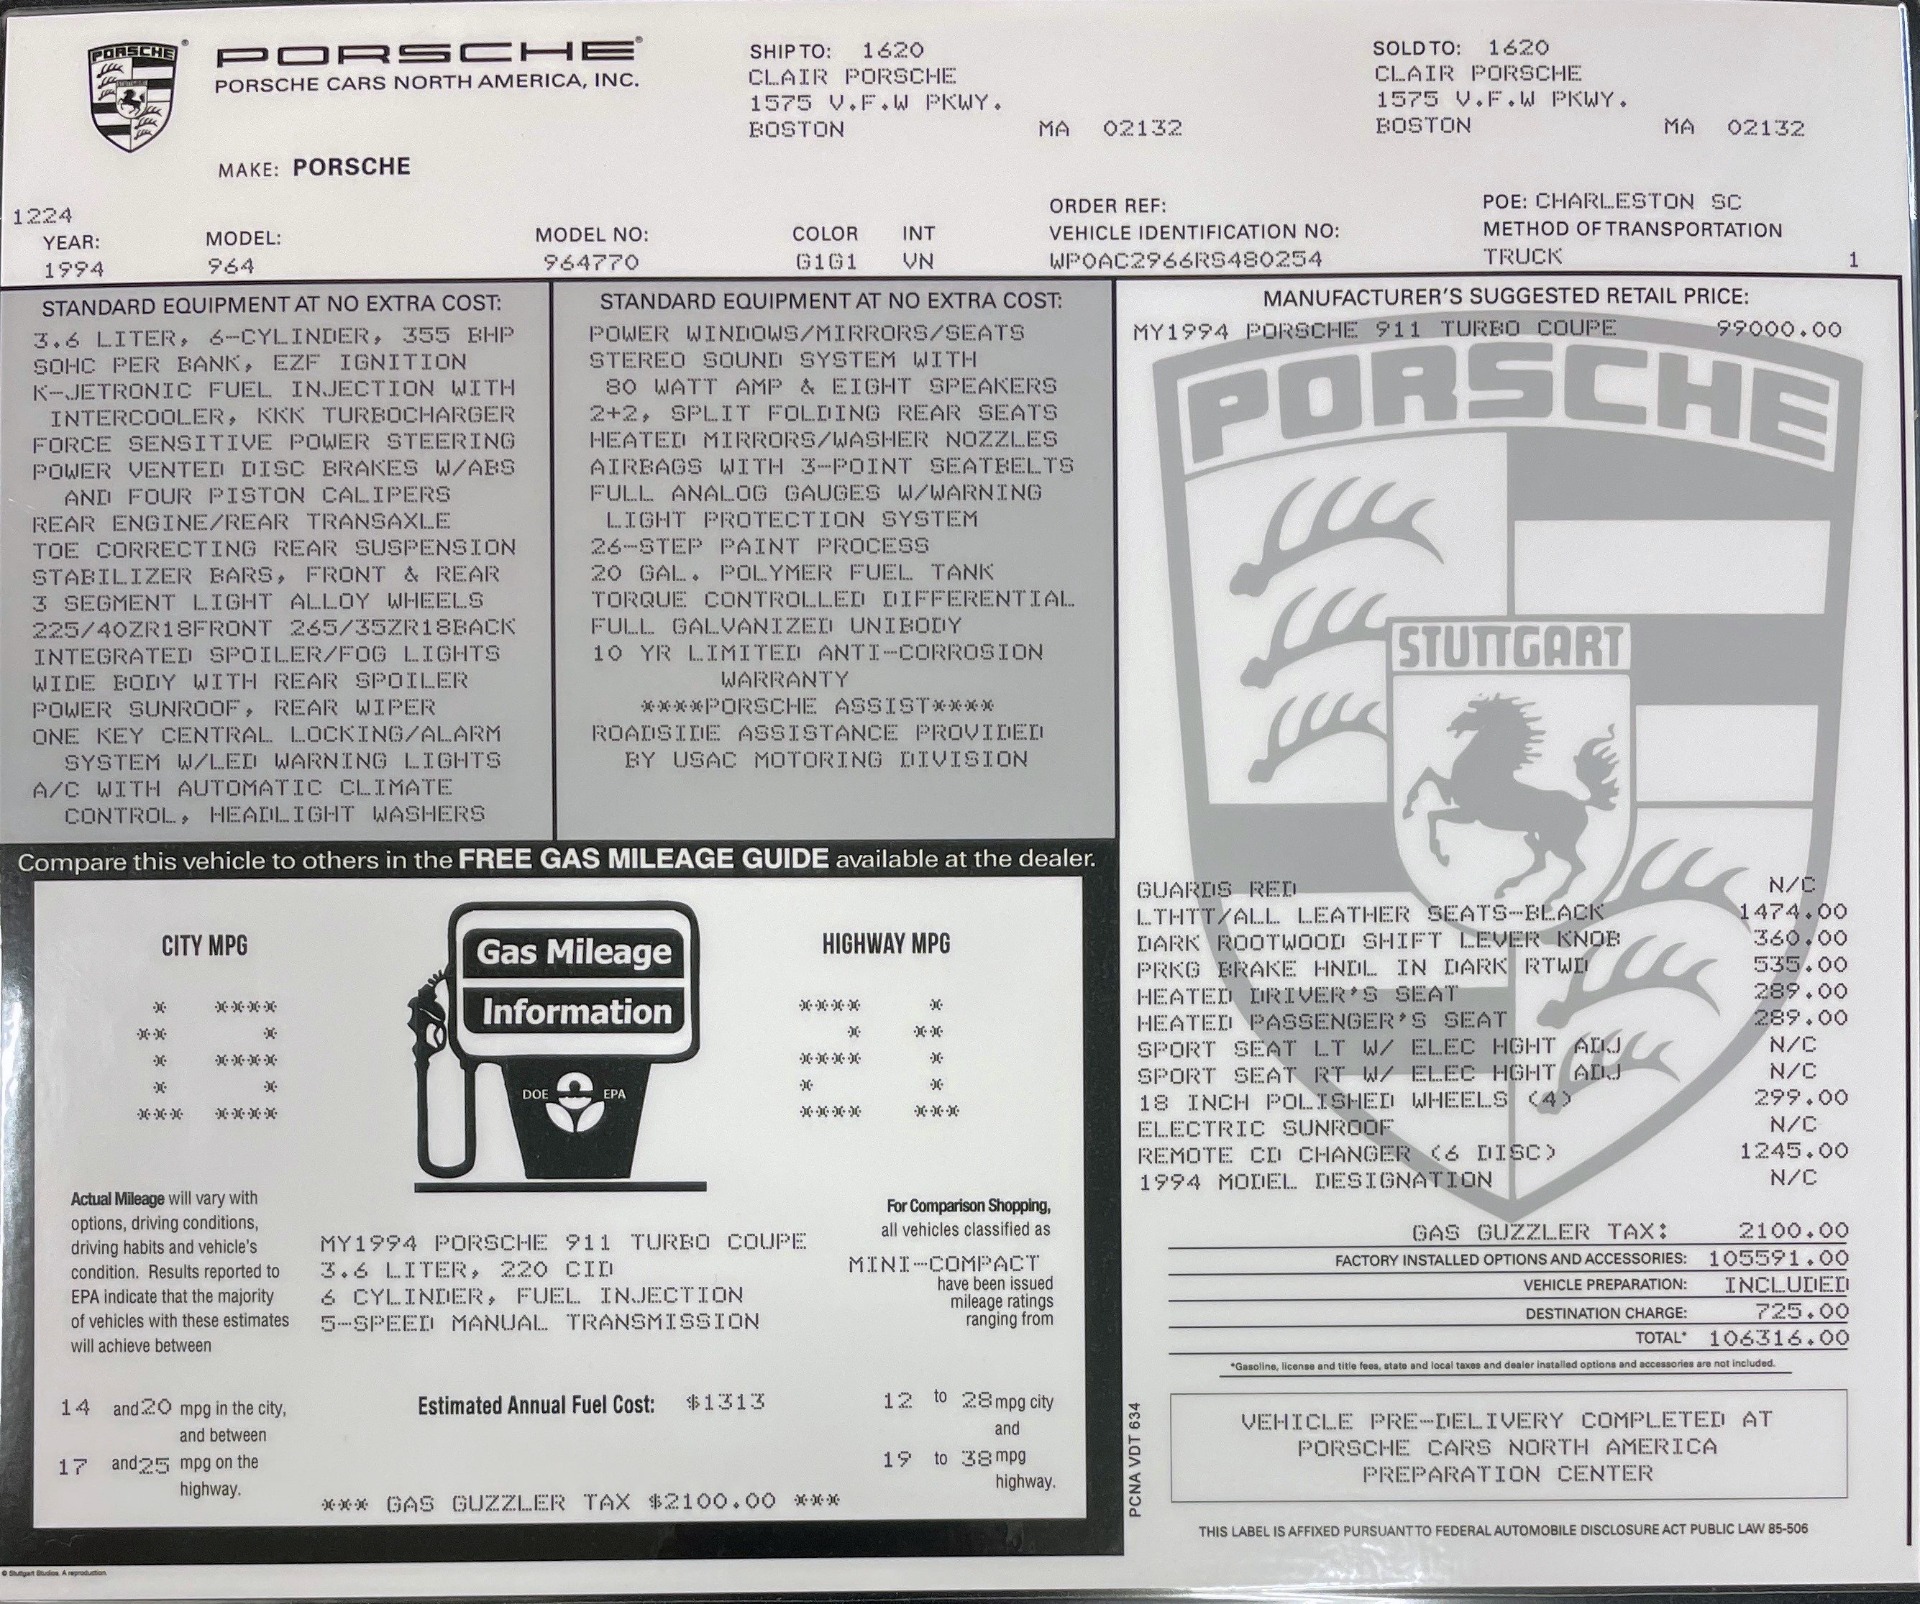 PORSCHE
PORSCHE®
PORSCHE CARS NORTH AMERICA, INC.
MAKE: PORSCHE
SHIP TO: 1620
CLAIR PORSCHE
1575 V.F.W PKWY.
BOSTON MA 02132
SOLD TO: 1620
CLAIR PORSCHE
1575 V.F.W PKWY.
BOSTON MA 02132
1224
YEAR: MODEL: MODEL NO: COLOR INT
1994 964 964770 G1G1 VN
ORDER REF:
VEHICLE IDENTIFICATION NO:
WP0AC2966RS480254
POE: CHARLESTON SC
METHOD OF TRANSPORTATION
TRUCK 1
STANDARD EQUIPMENT AT NO EXTRA COST:
3.6 LITER, 6-CYLINDER, 355 BHP
SOHC PER BANK, EZF IGNITION
K-JETRONIC FUEL INJECTION WITH
INTERCOOLER, KKK TURBOCHARGER
FORCE SENSITIVE POWER STEERING
POWER VENTED DISC BRAKES W/ABS
AND FOUR PISTON CALIPERS
REAR ENGINE/REAR TRANSAXLE
TOE CORRECTING REAR SUSPENSION
STABILIZER BARS, FRONT & REAR
3 SEGMENT LIGHT ALLOY WHEELS
225/40ZR18FRONT 265/35ZR18BACK
INTEGRATED SPOILER/FOG LIGHTS
WIDE BODY WITH REAR SPOILER
POWER SUNROOF, REAR WIPER
ONE KEY CENTRAL LOCKING/ALARM
SYSTEM W/LED WARNING LIGHTS
A/C WITH AUTOMATIC CLIMATE
CONTROL, HEADLIGHT WASHERS
STANDARD EQUIPMENT AT NO EXTRA COST:
POWER WINDOWS/MIRRORS/SEATS
STEREO SOUND SYSTEM WITH
80 WATT AMP & EIGHT SPEAKERS
2+2, SPLIT FOLDING REAR SEATS
HEATED MIRRORS/WASHER NOZZLES
AIRBAGS WITH 3-POINT SEATBELTS
FULL ANALOG GAUGES W/WARNING
LIGHT PROTECTION SYSTEM
26-STEP PAINT PROCESS
20 GAL. POLYMER FUEL TANK
TORQUE CONTROLLED DIFFERENTIAL
FULL GALVANIZED UNIBODY
10 YR LIMITED ANTI-CORROSION
WARRANTY
****PORSCHE ASSIST****
ROADSIDE ASSISTANCE PROVIDED
BY USAC MOTORING DIVISION
MANUFACTURER'S SUGGESTED RETAIL PRICE:
MY1994 PORSCHE 911 TURBO COUPE 99000.00
PORSCHE
STUTTGART
GUARDS RED N/C
LTHTT/ALL LEATHER SEATS-BLACK 1474.00
DARK ROOTWOOD SHIFT LEVER KNOB 360.00
PRKG BRAKE HNDL IN DARK RTWD 535.00
HEATED DRIVER'S SEAT 289.00
HEATED PASSENGER'S SEAT 289.00
SPORT SEAT LT W/ ELEC HGHT ADJ N/C
SPORT SEAT RT W/ ELEC HGHT ADJ N/C
18 INCH POLISHED WHEELS (4) 299.00
ELECTRIC SUNROOF N/C
REMOTE CD CHANGER (6 DISC) 1245.00
1994 MODEL DESIGNATION N/C
GAS GUZZLER TAX: 2100.00
FACTORY INSTALLED OPTIONS AND ACCESSORIES: 105591.00
VEHICLE PREPARATION: INCLUDED
DESTINATION CHARGE: 725.00
TOTAL* 106316.00
*Gasoline, license and title fees, state and local taxes and dealer installed options and accessories are not included.
VEHICLE PRE-DELIVERY COMPLETED AT
PORSCHE CARS NORTH AMERICA
PREPARATION CENTER
PCNA VDT 634
THIS LABEL IS AFFIXED PURSUANT TO FEDERAL AUTOMOBILE DISCLOSURE ACT PUBLIC LAW 85-506
Compare this vehicle to others in the FREE GAS MILEAGE GUIDE available at the dealer.
CITY MPG
* ****
** *
* ****
* *
*** ****
Gas Mileage
Information
DOE EPA
HIGHWAY MPG
**** *
* **
**** *
* *
**** ***
Actual Mileage will vary with
options, driving conditions,
driving habits and vehicle's
condition. Results reported to
EPA indicate that the majority
of vehicles with these estimates
will achieve between
14 and 20 mpg in the city,
and between
17 and 25 mpg on the
highway.
MY1994 PORSCHE 911 TURBO COUPE
3.6 LITER, 220 CID
6 CYLINDER, FUEL INJECTION
5-SPEED MANUAL TRANSMISSION
Estimated Annual Fuel Cost: $1313
*** GAS GUZZLER TAX $2100.00 ***
For Comparison Shopping,
all vehicles classified as
MINI-COMPACT
have been issued
mileage ratings
ranging from
12 to 28 mpg city
and
19 to 38 mpg
highway.
© Stuttgart Studios. A reproduction.